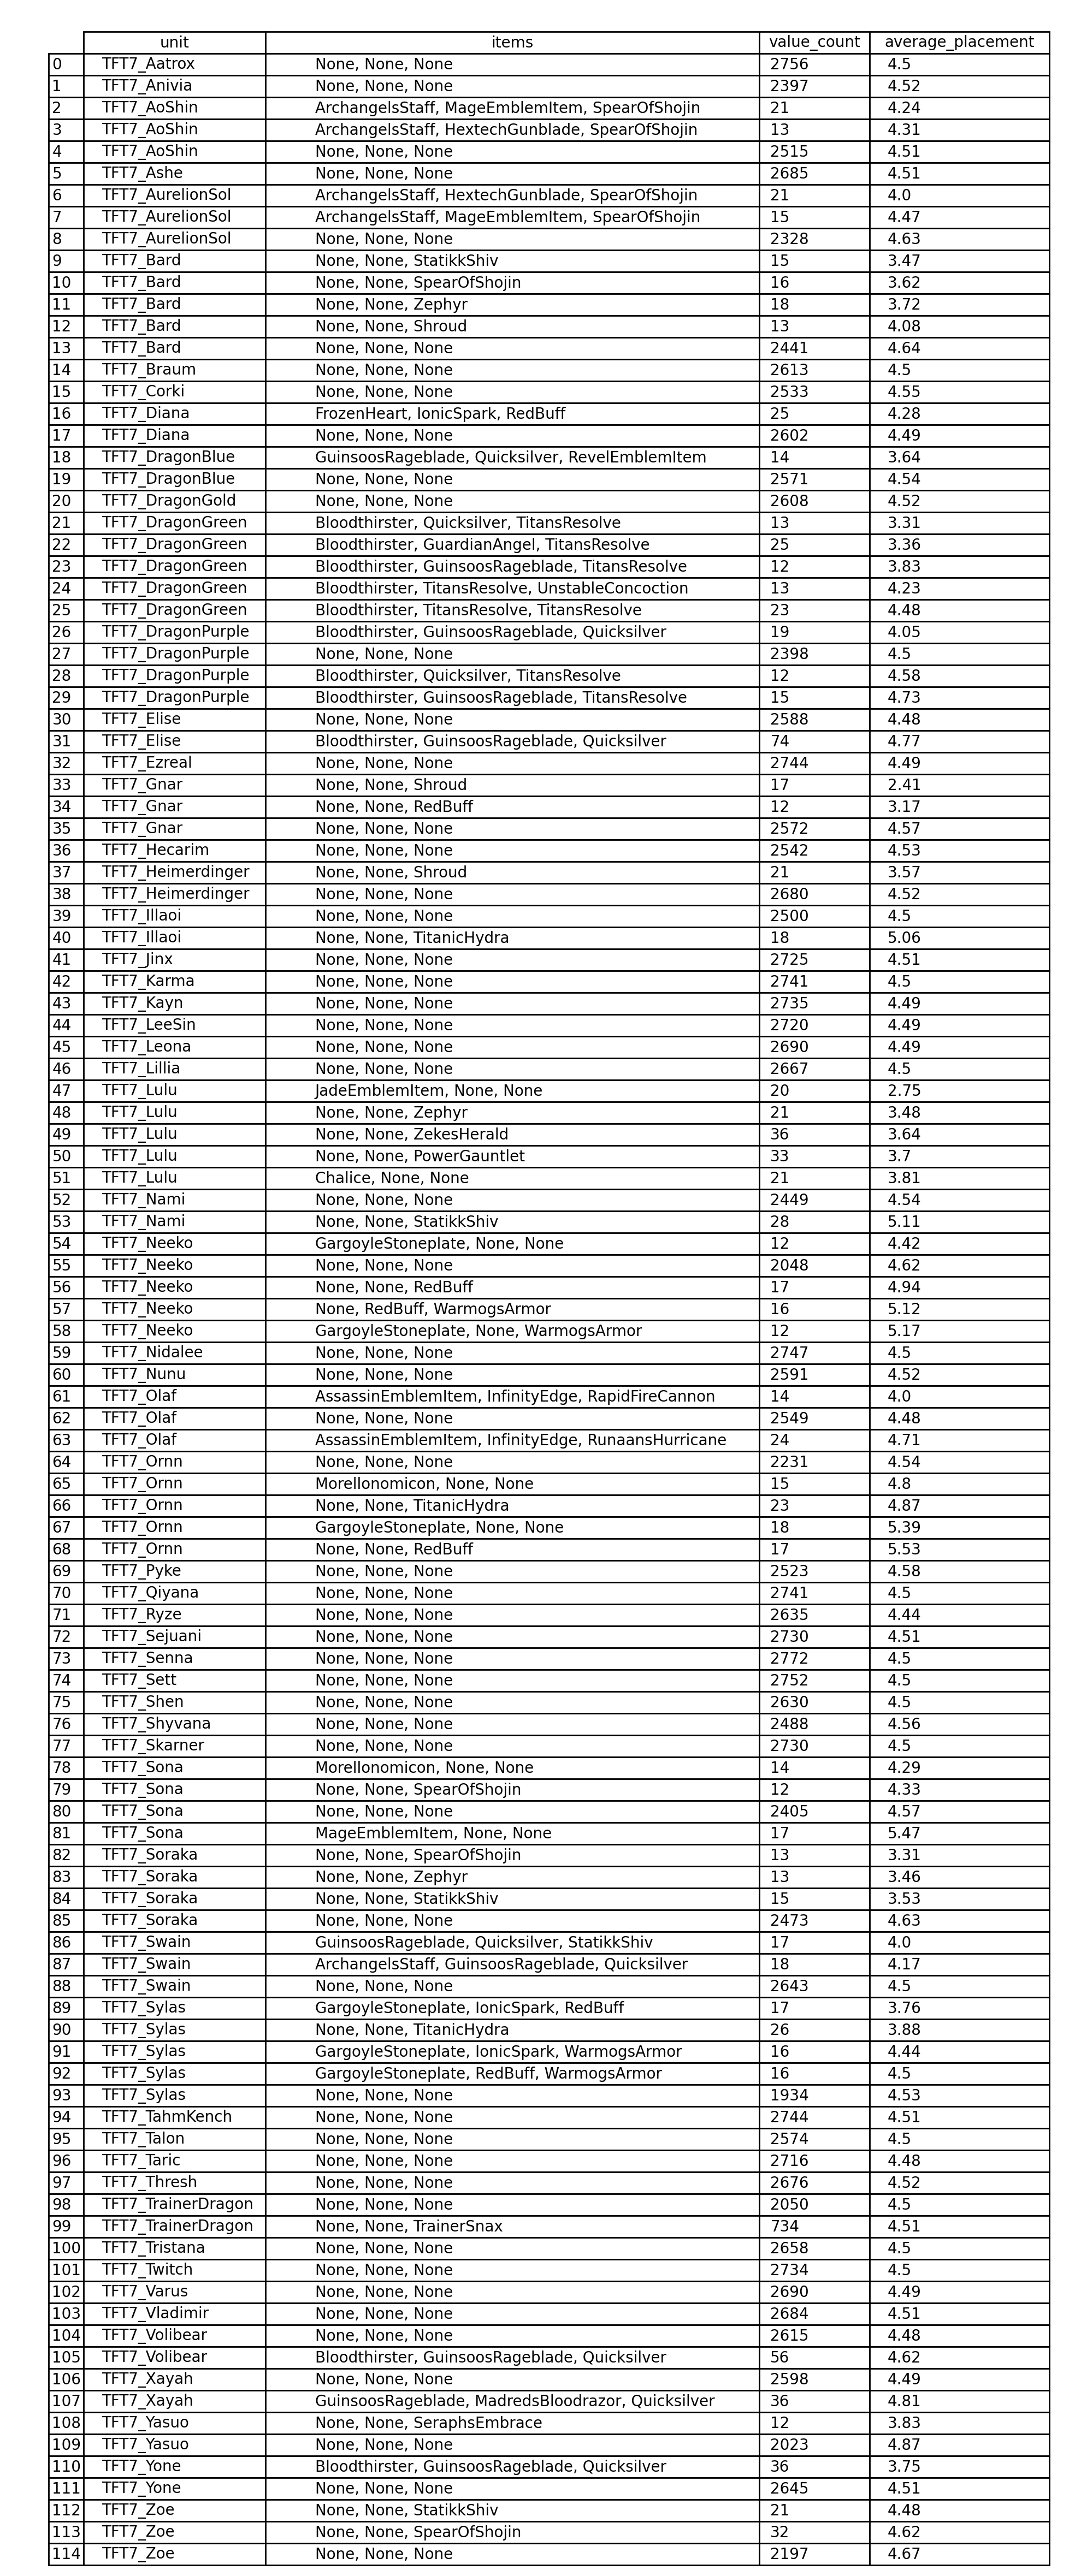 unit items value_count average_placement
0 TFT7_Aatrox None, None, None 2756 4.5
1 TFT7_Anivia None, None, None 2397 4.52
2 TFT7_AoShin ArchangelsStaff, MageEmblemItem, SpearOfShojin 21 4.24
3 TFT7_AoShin ArchangelsStaff, HextechGunblade, SpearOfShojin 13 4.31
4 TFT7_AoShin None, None, None 2515 4.51
5 TFT7_Ashe None, None, None 2685 4.51
6 TFT7_AurelionSol ArchangelsStaff, HextechGunblade, SpearOfShojin 21 4.0
7 TFT7_AurelionSol ArchangelsStaff, MageEmblemItem, SpearOfShojin 15 4.47
8 TFT7_AurelionSol None, None, None 2328 4.63
9 TFT7_Bard None, None, StatikkShiv 15 3.47
10 TFT7_Bard None, None, SpearOfShojin 16 3.62
11 TFT7_Bard None, None, Zephyr 18 3.72
12 TFT7_Bard None, None, Shroud 13 4.08
13 TFT7_Bard None, None, None 2441 4.64
14 TFT7_Braum None, None, None 2613 4.5
15 TFT7_Corki None, None, None 2533 4.55
16 TFT7_Diana FrozenHeart, IonicSpark, RedBuff 25 4.28
17 TFT7_Diana None, None, None 2602 4.49
18 TFT7_DragonBlue GuinsoosRageblade, Quicksilver, RevelEmblemItem 14 3.64
19 TFT7_DragonBlue None, None, None 2571 4.54
20 TFT7_DragonGold None, None, None 2608 4.52
21 TFT7_DragonGreen Bloodthirster, Quicksilver, TitansResolve 13 3.31
22 TFT7_DragonGreen Bloodthirster, GuardianAngel, TitansResolve 25 3.36
23 TFT7_DragonGreen Bloodthirster, GuinsoosRageblade, TitansResolve 12 3.83
24 TFT7_DragonGreen Bloodthirster, TitansResolve, UnstableConcoction 13 4.23
25 TFT7_DragonGreen Bloodthirster, TitansResolve, TitansResolve 23 4.48
26 TFT7_DragonPurple Bloodthirster, GuinsoosRageblade, Quicksilver 19 4.05
27 TFT7_DragonPurple None, None, None 2398 4.5
28 TFT7_DragonPurple Bloodthirster, Quicksilver, TitansResolve 12 4.58
29 TFT7_DragonPurple Bloodthirster, GuinsoosRageblade, TitansResolve 15 4.73
30 TFT7_Elise None, None, None 2588 4.48
31 TFT7_Elise Bloodthirster, GuinsoosRageblade, Quicksilver 74 4.77
32 TFT7_Ezreal None, None, None 2744 4.49
33 TFT7_Gnar None, None, Shroud 17 2.41
34 TFT7_Gnar None, None, RedBuff 12 3.17
35 TFT7_Gnar None, None, None 2572 4.57
36 TFT7_Hecarim None, None, None 2542 4.53
37 TFT7_Heimerdinger None, None, Shroud 21 3.57
38 TFT7_Heimerdinger None, None, None 2680 4.52
39 TFT7_Illaoi None, None, None 2500 4.5
40 TFT7_Illaoi None, None, TitanicHydra 18 5.06
41 TFT7_Jinx None, None, None 2725 4.51
42 TFT7_Karma None, None, None 2741 4.5
43 TFT7_Kayn None, None, None 2735 4.49
44 TFT7_LeeSin None, None, None 2720 4.49
45 TFT7_Leona None, None, None 2690 4.49
46 TFT7_Lillia None, None, None 2667 4.5
47 TFT7_Lulu JadeEmblemItem, None, None 20 2.75
48 TFT7_Lulu None, None, Zephyr 21 3.48
49 TFT7_Lulu None, None, ZekesHerald 36 3.64
50 TFT7_Lulu None, None, PowerGauntlet 33 3.7
51 TFT7_Lulu Chalice, None, None 21 3.81
52 TFT7_Nami None, None, None 2449 4.54
53 TFT7_Nami None, None, StatikkShiv 28 5.11
54 TFT7_Neeko GargoyleStoneplate, None, None 12 4.42
55 TFT7_Neeko None, None, None 2048 4.62
56 TFT7_Neeko None, None, RedBuff 17 4.94
57 TFT7_Neeko None, RedBuff, WarmogsArmor 16 5.12
58 TFT7_Neeko GargoyleStoneplate, None, WarmogsArmor 12 5.17
59 TFT7_Nidalee None, None, None 2747 4.5
60 TFT7_Nunu None, None, None 2591 4.52
61 TFT7_Olaf AssassinEmblemItem, InfinityEdge, RapidFireCannon 14 4.0
62 TFT7_Olaf None, None, None 2549 4.48
63 TFT7_Olaf AssassinEmblemItem, InfinityEdge, RunaansHurricane 24 4.71
64 TFT7_Ornn None, None, None 2231 4.54
65 TFT7_Ornn Morellonomicon, None, None 15 4.8
66 TFT7_Ornn None, None, TitanicHydra 23 4.87
67 TFT7_Ornn GargoyleStoneplate, None, None 18 5.39
68 TFT7_Ornn None, None, RedBuff 17 5.53
69 TFT7_Pyke None, None, None 2523 4.58
70 TFT7_Qiyana None, None, None 2741 4.5
71 TFT7_Ryze None, None, None 2635 4.44
72 TFT7_Sejuani None, None, None 2730 4.51
73 TFT7_Senna None, None, None 2772 4.5
74 TFT7_Sett None, None, None 2752 4.5
75 TFT7_Shen None, None, None 2630 4.5
76 TFT7_Shyvana None, None, None 2488 4.56
77 TFT7_Skarner None, None, None 2730 4.5
78 TFT7_Sona Morellonomicon, None, None 14 4.29
79 TFT7_Sona None, None, SpearOfShojin 12 4.33
80 TFT7_Sona None, None, None 2405 4.57
81 TFT7_Sona MageEmblemItem, None, None 17 5.47
82 TFT7_Soraka None, None, SpearOfShojin 13 3.31
83 TFT7_Soraka None, None, Zephyr 13 3.46
84 TFT7_Soraka None, None, StatikkShiv 15 3.53
85 TFT7_Soraka None, None, None 2473 4.63
86 TFT7_Swain GuinsoosRageblade, Quicksilver, StatikkShiv 17 4.0
87 TFT7_Swain ArchangelsStaff, GuinsoosRageblade, Quicksilver 18 4.17
88 TFT7_Swain None, None, None 2643 4.5
89 TFT7_Sylas GargoyleStoneplate, IonicSpark, RedBuff 17 3.76
90 TFT7_Sylas None, None, TitanicHydra 26 3.88
91 TFT7_Sylas GargoyleStoneplate, IonicSpark, WarmogsArmor 16 4.44
92 TFT7_Sylas GargoyleStoneplate, RedBuff, WarmogsArmor 16 4.5
93 TFT7_Sylas None, None, None 1934 4.53
94 TFT7_TahmKench None, None, None 2744 4.51
95 TFT7_Talon None, None, None 2574 4.5
96 TFT7_Taric None, None, None 2716 4.48
97 TFT7_Thresh None, None, None 2676 4.52
98 TFT7_TrainerDragon None, None, None 2050 4.5
99 TFT7_TrainerDragon None, None, TrainerSnax 734 4.51
100 TFT7_Tristana None, None, None 2658 4.5
101 TFT7_Twitch None, None, None 2734 4.5
102 TFT7_Varus None, None, None 2690 4.49
103 TFT7_Vladimir None, None, None 2684 4.51
104 TFT7_Volibear None, None, None 2615 4.48
105 TFT7_Volibear Bloodthirster, GuinsoosRageblade, Quicksilver 56 4.62
106 TFT7_Xayah None, None, None 2598 4.49
107 TFT7_Xayah GuinsoosRageblade, MadredsBloodrazor, Quicksilver 36 4.81
108 TFT7_Yasuo None, None, SeraphsEmbrace 12 3.83
109 TFT7_Yasuo None, None, None 2023 4.87
110 TFT7_Yone Bloodthirster, GuinsoosRageblade, Quicksilver 36 3.75
111 TFT7_Yone None, None, None 2645 4.51
112 TFT7_Zoe None, None, StatikkShiv 21 4.48
113 TFT7_Zoe None, None, SpearOfShojin 32 4.62
114 TFT7_Zoe None, None, None 2197 4.67